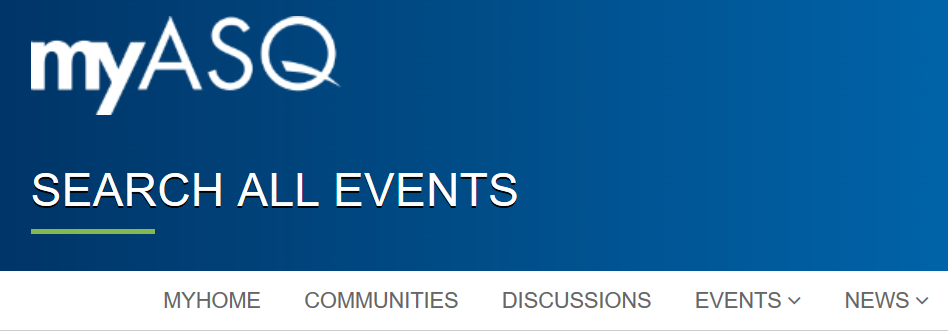 myASQ
SEARCH ALL EVENTS
MYHOME COMMUNITIES DISCUSSIONS EVENTS NEWS